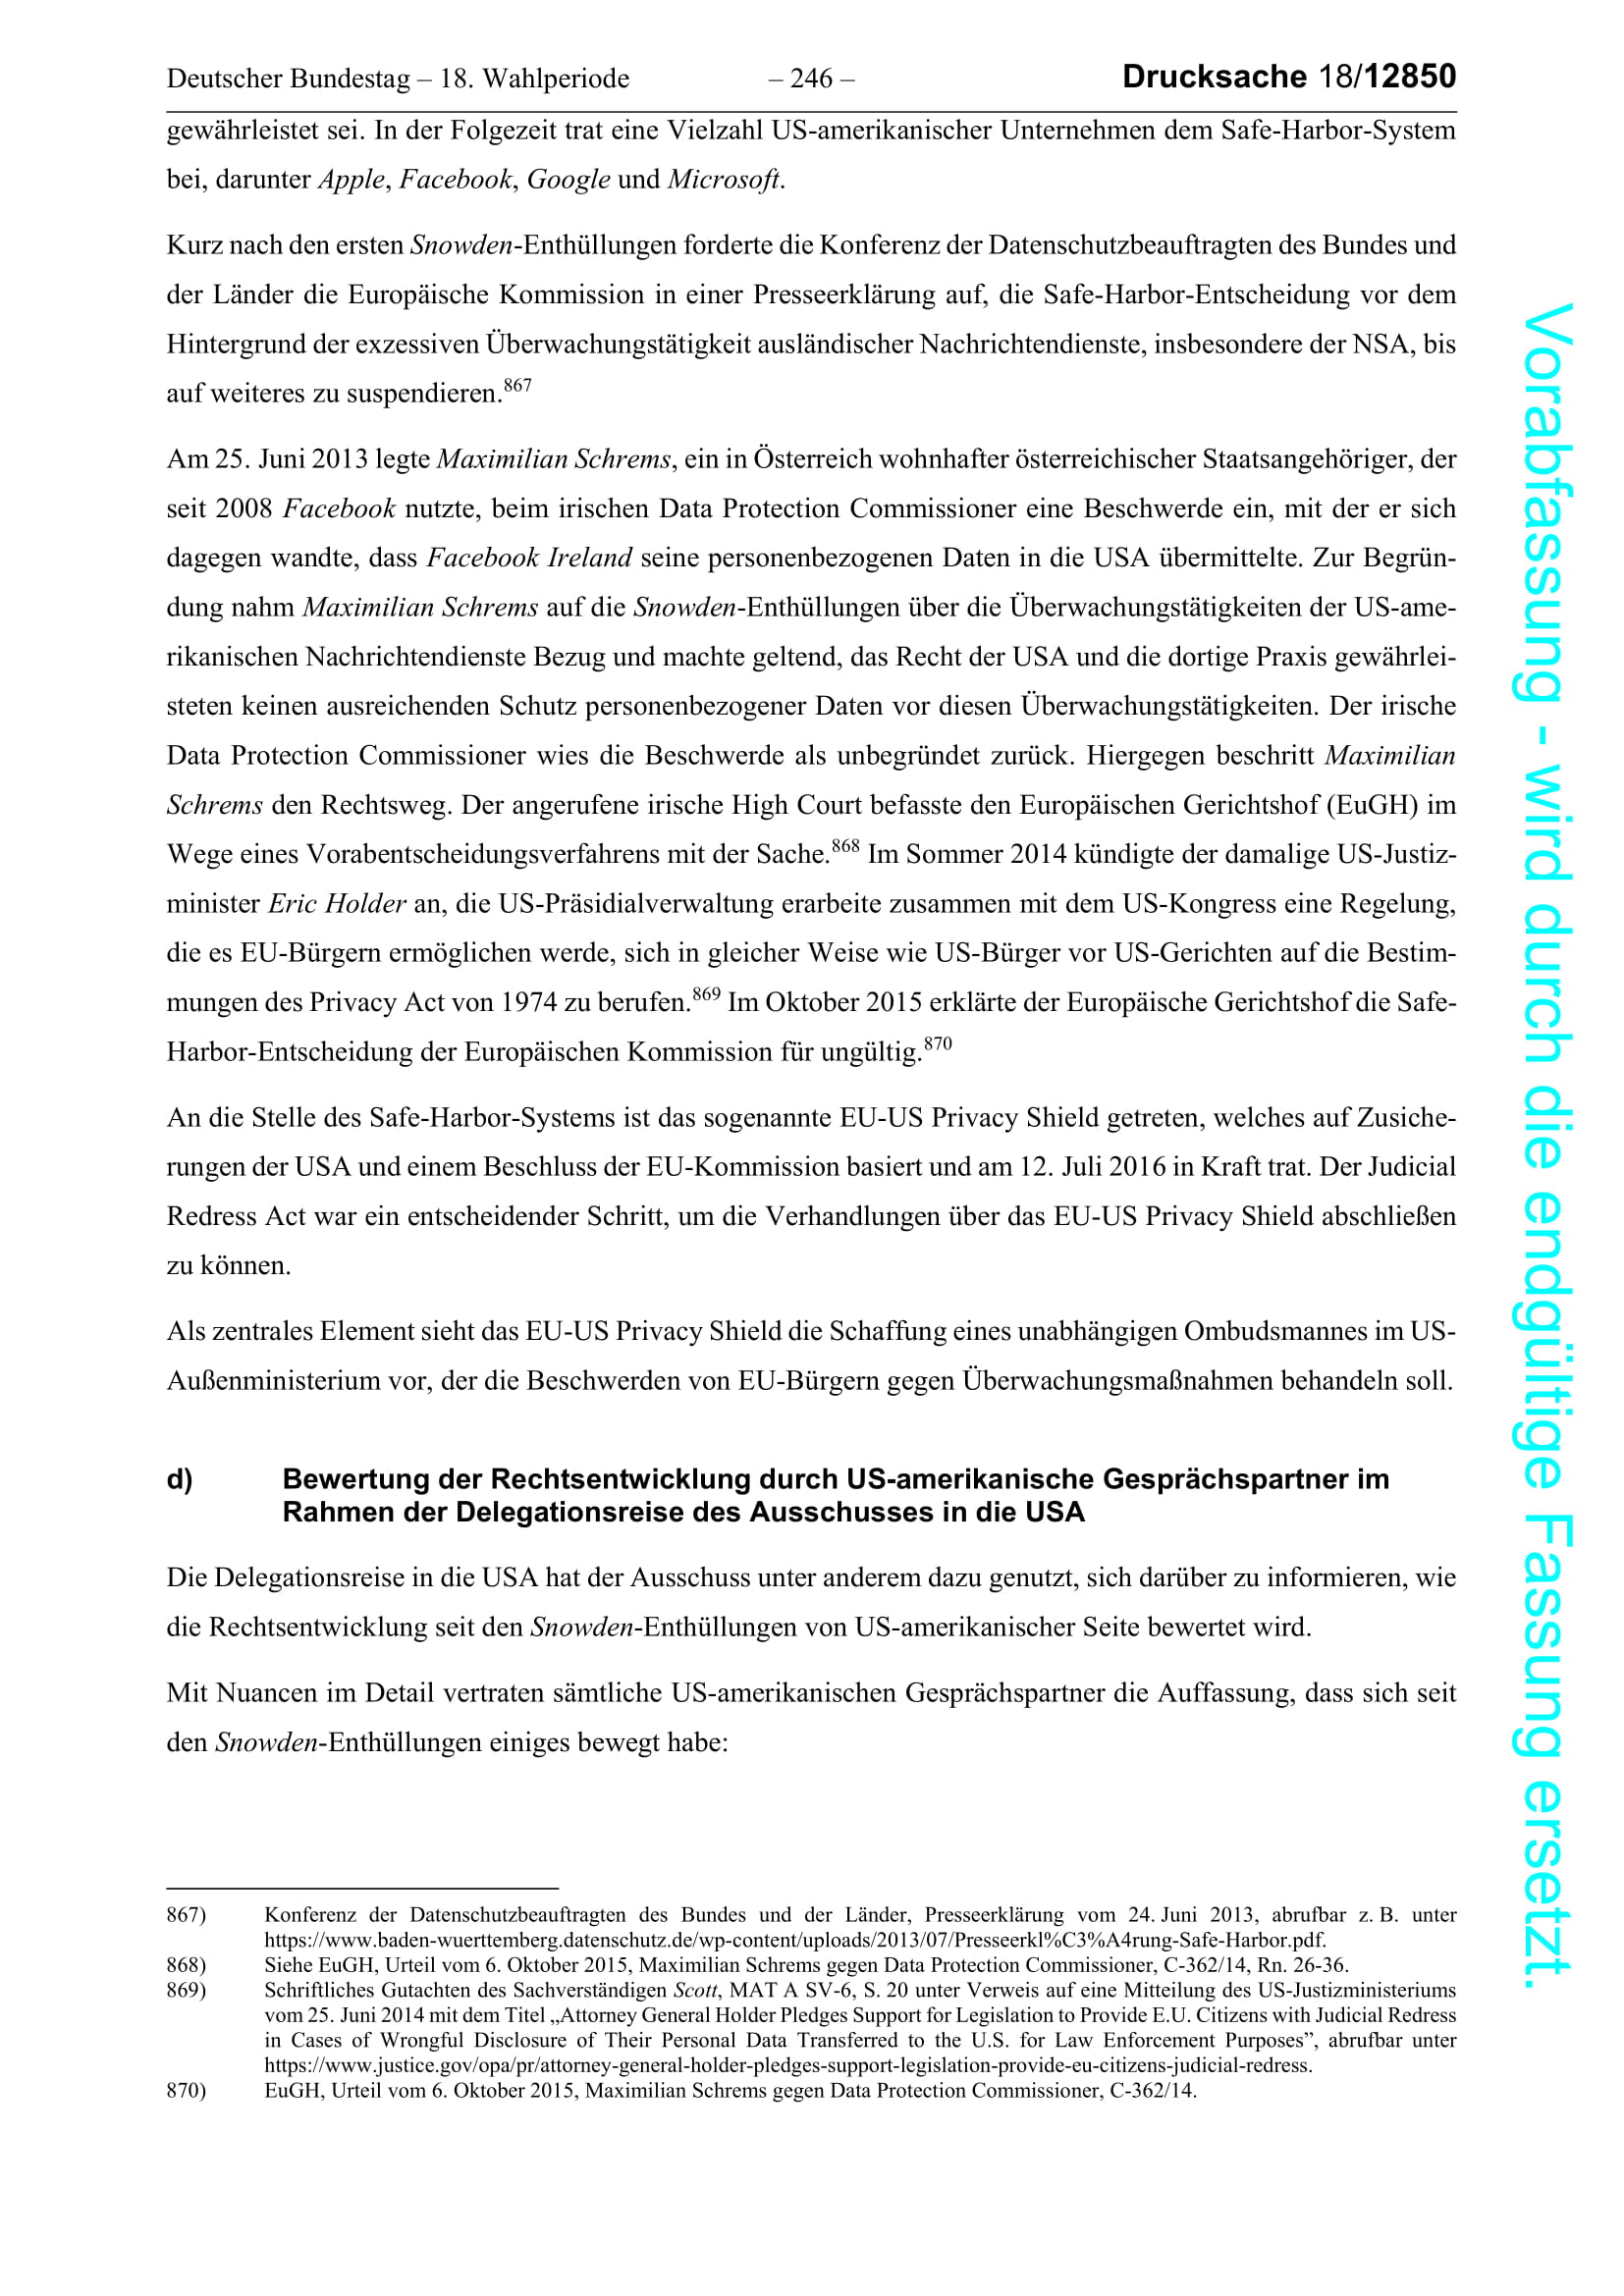 Deutscher Bundestag – 18. Wahlperiode – 246 – Drucksache 18/12850
gewährleistet sei. In der Folgezeit trat eine Vielzahl US-amerikanischer Unternehmen dem Safe-Harbor-System
bei, darunter Apple, Facebook, Google und Microsoft.
Kurz nach den ersten Snowden-Enthüllungen forderte die Konferenz der Datenschutzbeauftragten des Bundes und
der Länder die Europäische Kommission in einer Presseerklärung auf, die Safe-Harbor-Entscheidung vor dem
Hintergrund der exzessiven Überwachungstätigkeit ausländischer Nachrichtendienste, insbesondere der NSA, bis
auf weiteres zu suspendieren.867
Am 25. Juni 2013 legte Maximilian Schrems, ein in Österreich wohnhafter österreichischer Staatsangehöriger, der
seit 2008 Facebook nutzte, beim irischen Data Protection Commissioner eine Beschwerde ein, mit der er sich
dagegen wandte, dass Facebook Ireland seine personenbezogenen Daten in die USA übermittelte. Zur Begrün-
dung nahm Maximilian Schrems auf die Snowden-Enthüllungen über die Überwachungstätigkeiten der US-ame-
rikanischen Nachrichtendienste Bezug und machte geltend, das Recht der USA und die dortige Praxis gewährlei-
steten keinen ausreichenden Schutz personenbezogener Daten vor diesen Überwachungstätigkeiten. Der irische
Data Protection Commissioner wies die Beschwerde als unbegründet zurück. Hiergegen beschritt Maximilian
Schrems den Rechtsweg. Der angerufene irische High Court befasste den Europäischen Gerichtshof (EuGH) im
Wege eines Vorabentscheidungsverfahrens mit der Sache.868 Im Sommer 2014 kündigte der damalige US-Justiz-
minister Eric Holder an, die US-Präsidialverwaltung erarbeite zusammen mit dem US-Kongress eine Regelung,
die es EU-Bürgern ermöglichen werde, sich in gleicher Weise wie US-Bürger vor US-Gerichten auf die Bestim-
mungen des Privacy Act von 1974 zu berufen.869 Im Oktober 2015 erklärte der Europäische Gerichtshof die Safe-
Harbor-Entscheidung der Europäischen Kommission für ungültig.870
An die Stelle des Safe-Harbor-Systems ist das sogenannte EU-US Privacy Shield getreten, welches auf Zusiche-
rungen der USA und einem Beschluss der EU-Kommission basiert und am 12. Juli 2016 in Kraft trat. Der Judicial
Redress Act war ein entscheidender Schritt, um die Verhandlungen über das EU-US Privacy Shield abschließen
zu können.
Als zentrales Element sieht das EU-US Privacy Shield die Schaffung eines unabhängigen Ombudsmannes im US-
Außenministerium vor, der die Beschwerden von EU-Bürgern gegen Überwachungsmaßnahmen behandeln soll.
d) Bewertung der Rechtsentwicklung durch US-amerikanische Gesprächspartner im
Rahmen der Delegationsreise des Ausschusses in die USA
Die Delegationsreise in die USA hat der Ausschuss unter anderem dazu genutzt, sich darüber zu informieren, wie
die Rechtsentwicklung seit den Snowden-Enthüllungen von US-amerikanischer Seite bewertet wird.
Mit Nuancen im Detail vertraten sämtliche US-amerikanischen Gesprächspartner die Auffassung, dass sich seit
den Snowden-Enthüllungen einiges bewegt habe:
867) Konferenz der Datenschutzbeauftragten des Bundes und der Länder, Presseerklärung vom 24. Juni 2013, abrufbar z. B. unter
https://www.baden-wuerttemberg.datenschutz.de/wp-content/uploads/2013/07/Presseerkl%C3%A4rung-Safe-Harbor.pdf.
868) Siehe EuGH, Urteil vom 6. Oktober 2015, Maximilian Schrems gegen Data Protection Commissioner, C-362/14, Rn. 26-36.
869) Schriftliches Gutachten des Sachverständigen Scott, MAT A SV-6, S. 20 unter Verweis auf eine Mitteilung des US-Justizministeriums
vom 25. Juni 2014 mit dem Titel „Attorney General Holder Pledges Support for Legislation to Provide E.U. Citizens with Judicial Redress
in Cases of Wrongful Disclosure of Their Personal Data Transferred to the U.S. for Law Enforcement Purposes”, abrufbar unter
https://www.justice.gov/opa/pr/attorney-general-holder-pledges-support-legislation-provide-eu-citizens-judicial-redress.
870) EuGH, Urteil vom 6. Oktober 2015, Maximilian Schrems gegen Data Protection Commissioner, C-362/14.
Vorabfassung - wird durch die endgültige Fassung ersetzt.